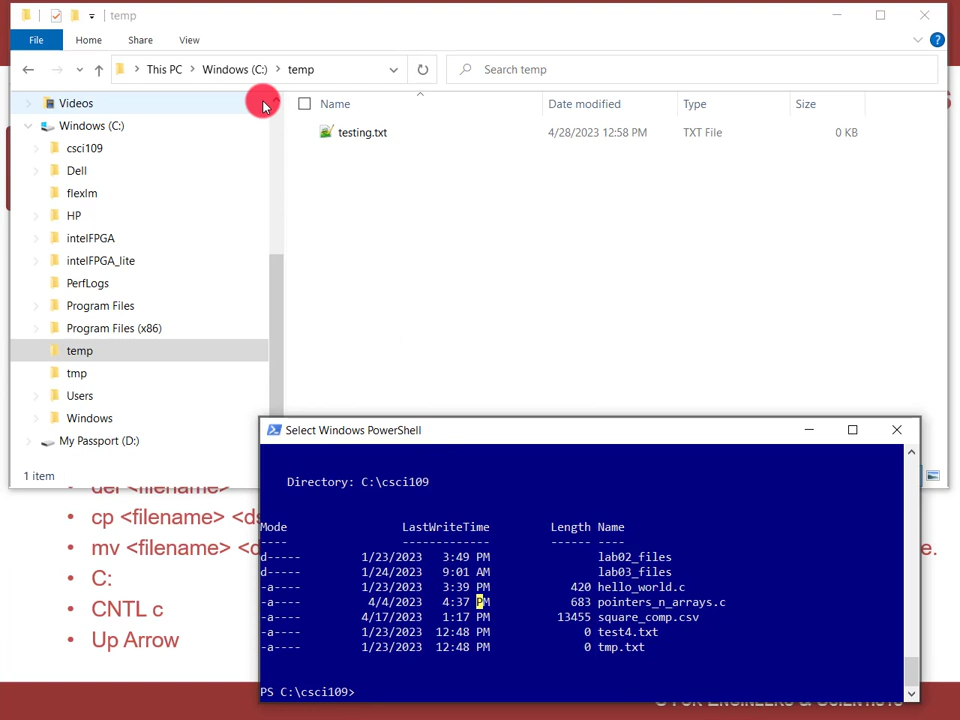 temp
File Home Share View
This PC > Windows (C:) > temp
Search temp
Videos
Windows (C:)
csci109
Dell
flexlm
HP
intelFPGA
intelFPGA_lite
PerfLogs
Program Files
Program Files (x86)
temp
tmp
Users
Windows
My Passport (D:)
1 item
Name Date modified Type Size
testing.txt 4/28/2023 12:58 PM TXT File 0 KB
• del <filename>
• cp <filename>
• mv <filename>
• C:
• CNTL c
• Up Arrow
Select Windows PowerShell
Directory: C:\csci109
Mode LastWriteTime Length Name
---- ------------- ------ ----
d----- 1/23/2023 3:49 PM lab02_files
d----- 1/24/2023 9:01 AM lab03_files
-a---- 1/23/2023 3:39 PM 420 hello_world.c
-a---- 4/4/2023 4:37 PM 683 pointers_n_arrays.c
-a---- 4/17/2023 1:17 PM 13455 square_comp.csv
-a---- 1/23/2023 12:48 PM 0 test4.txt
-a---- 1/23/2023 12:48 PM 0 tmp.txt
PS C:\csci109>
C FOR ENGINEERS & SCIENTISTS